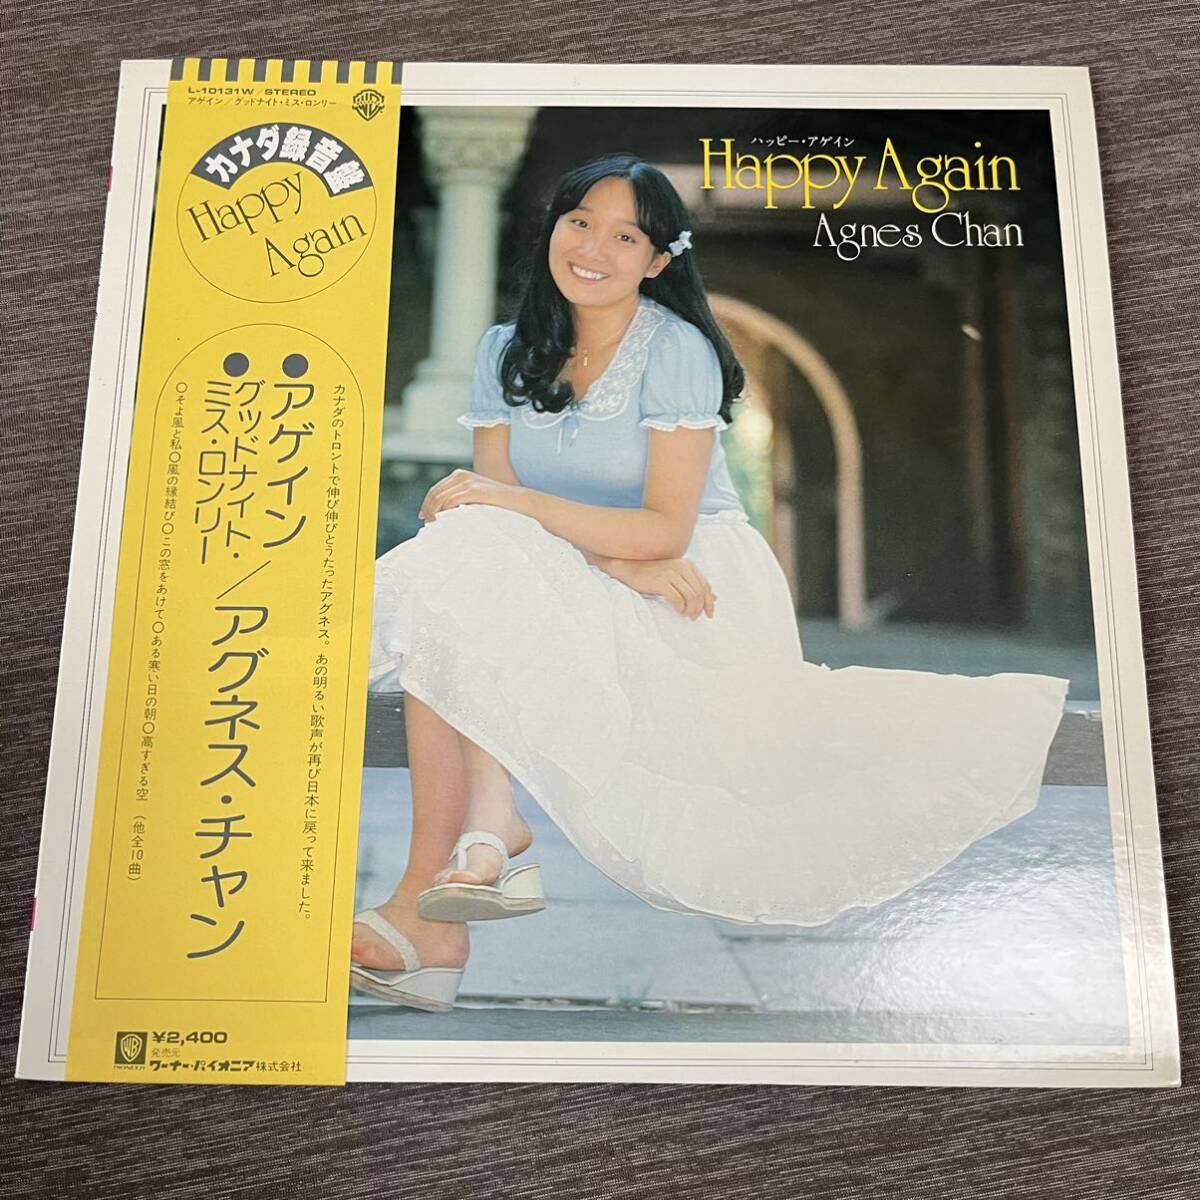 L-10131W/STEREO
アゲイン/グッドナイト・ミス・ロンリー
カナダ録音盤
Happy
Again
カナダのトロントで伸び伸びとうたったアグネス。あの明るい歌声が再び日本に戻って来ました。
●アゲイン/アグネス・チャン
●グッドナイト・
ミス・ロンリー
○そよ風と私○風の縁結び○この窓をあけて○ある寒い日の朝○高すぎる空 (他全10曲)
PIONEER
¥2,400
発売元
ワーナー・パイオニア株式会社
ハッピー・アゲイン
Happy Again
Agnes Chan